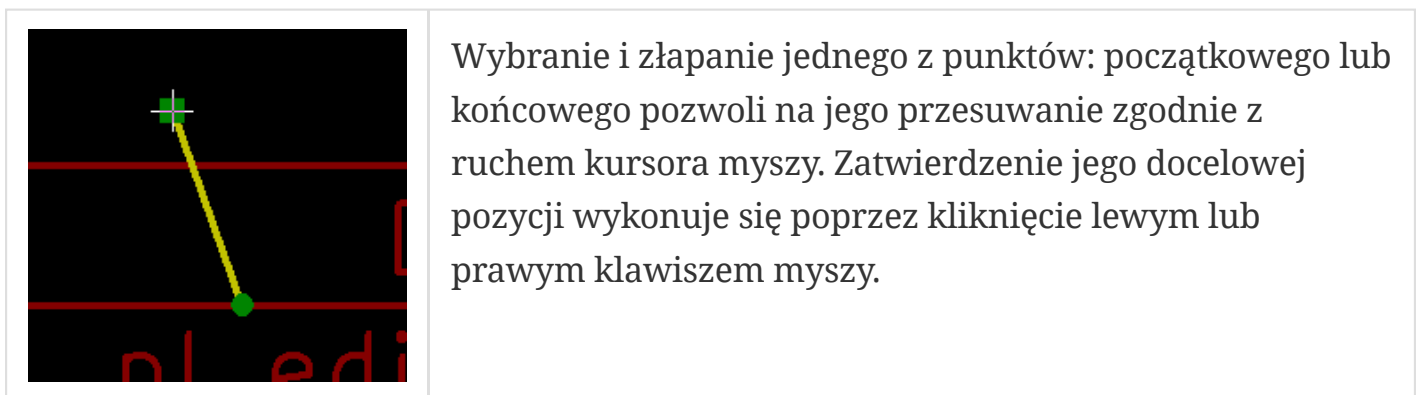 Wybranie i złapanie jednego z punktów: początkowego lub
końcowego pozwoli na jego przesuwanie zgodnie z
ruchem kursora myszy. Zatwierdzenie jego docelowej
pozycji wykonuje się poprzez kliknięcie lewym lub
prawym klawiszem myszy.